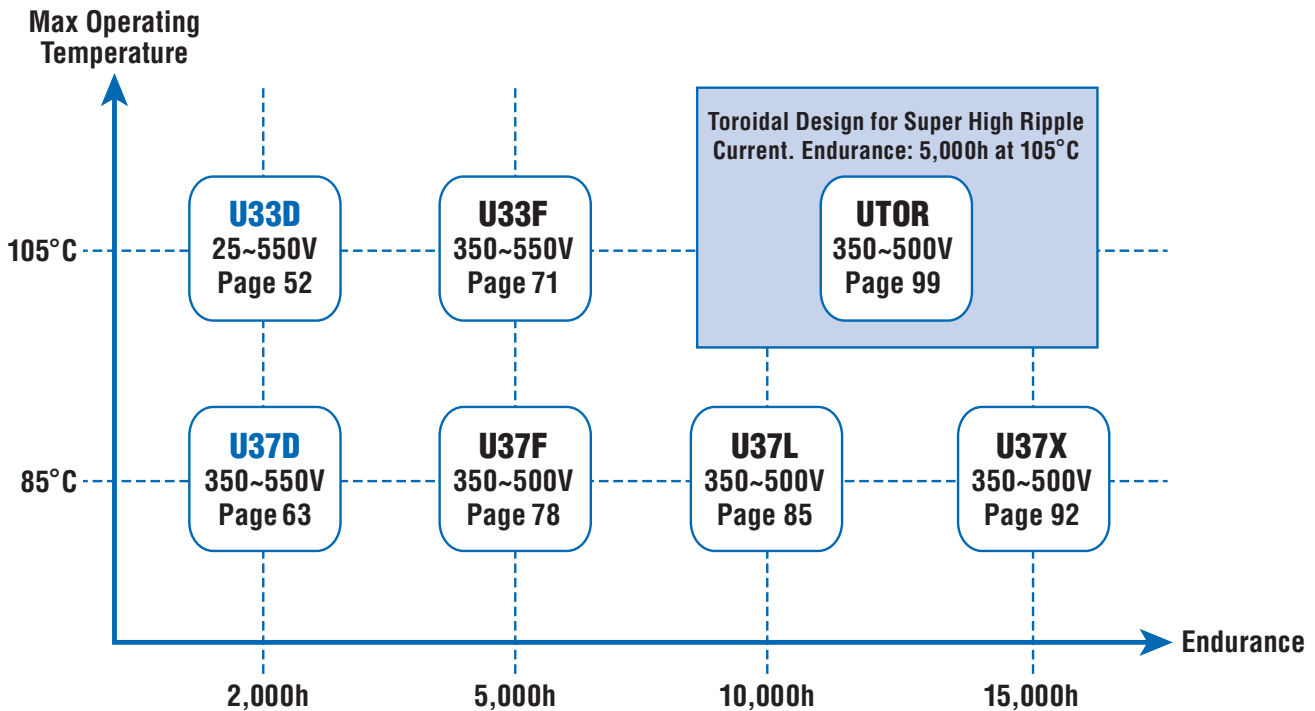 Max Operating
Temperature
Toroidal Design for Super High Ripple
Current. Endurance: 5,000h at 105°C
105°C
U33D
25~550V
Page 52
U33F
350~550V
Page 71
UTOR
350~500V
Page 99
85°C
U37D
350~550V
Page 63
U37F
350~500V
Page 78
U37L
350~500V
Page 85
U37X
350~500V
Page 92
Endurance
2,000h
5,000h
10,000h
15,000h